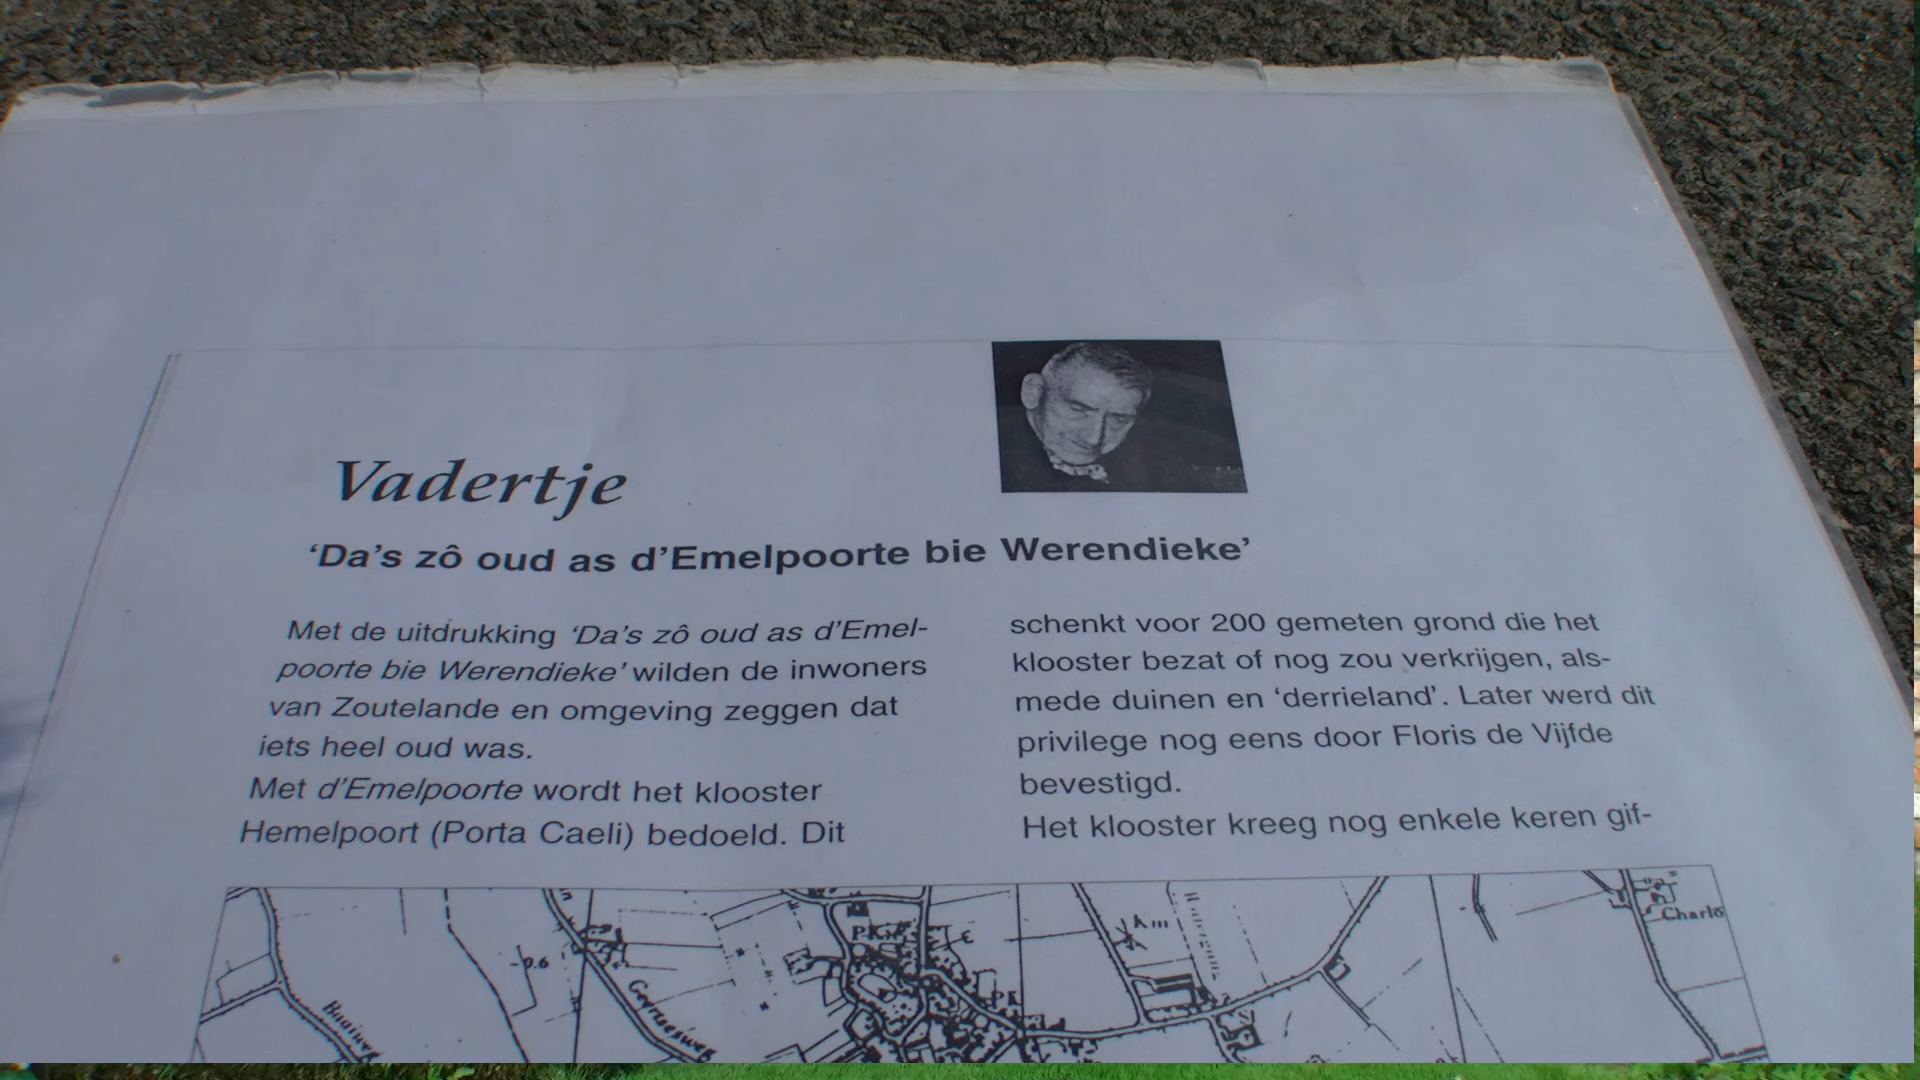 Vadertje
‘Da’s zô oud as d’Emelpoorte bie Werendieke’
Met de uitdrukking ‘Da’s zô oud as d’Emel-
poorte bie Werendieke’ wilden de inwoners
van Zoutelande en omgeving zeggen dat
iets heel oud was.
Met d’Emelpoorte wordt het klooster
Hemelpoort (Porta Caeli) bedoeld. Dit
schenkt voor 200 gemeten grond die het
klooster bezat of nog zou verkrijgen, als-
mede duinen en ‘derrieland’. Later werd dit
privilege nog eens door Floris de Vijfde
bevestigd.
Het klooster kreeg nog enkele keren gif-
Km
Charlo
-0.6